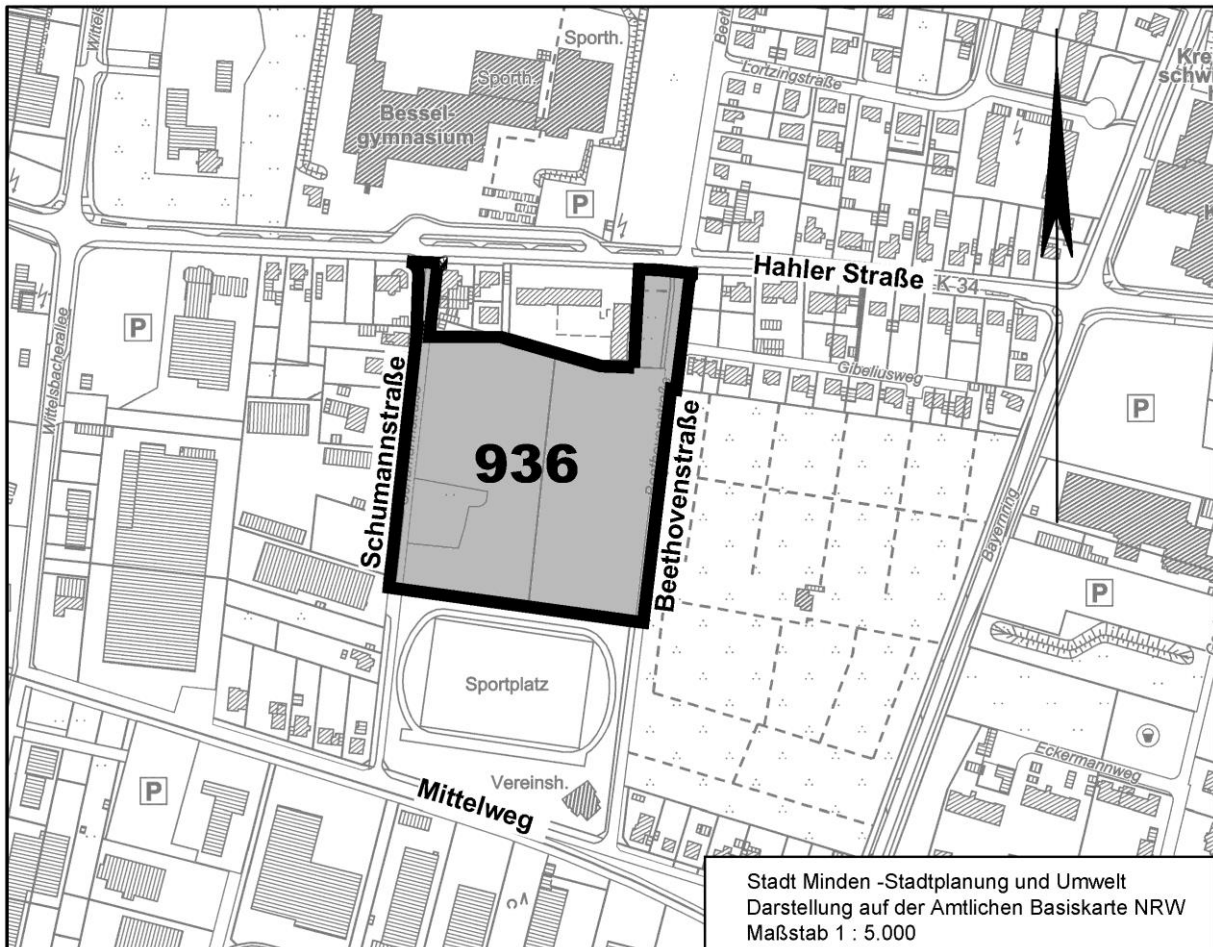 Sporth.
Sporth.
Bessel-
gymnasium
Lortzingstraße
P
Hahler Straße
K 34
P
Wittelsbacherallee
Gibeliusweg
P
Schumannstraße
936
Beethovenstraße
Bayernring
P
Sportplatz
Eckermannweg
P
Vereinsh.
Mittelweg
Stadt Minden -Stadtplanung und Umwelt
Darstellung auf der Amtlichen Basiskarte NRW
Maßstab 1 : 5.000